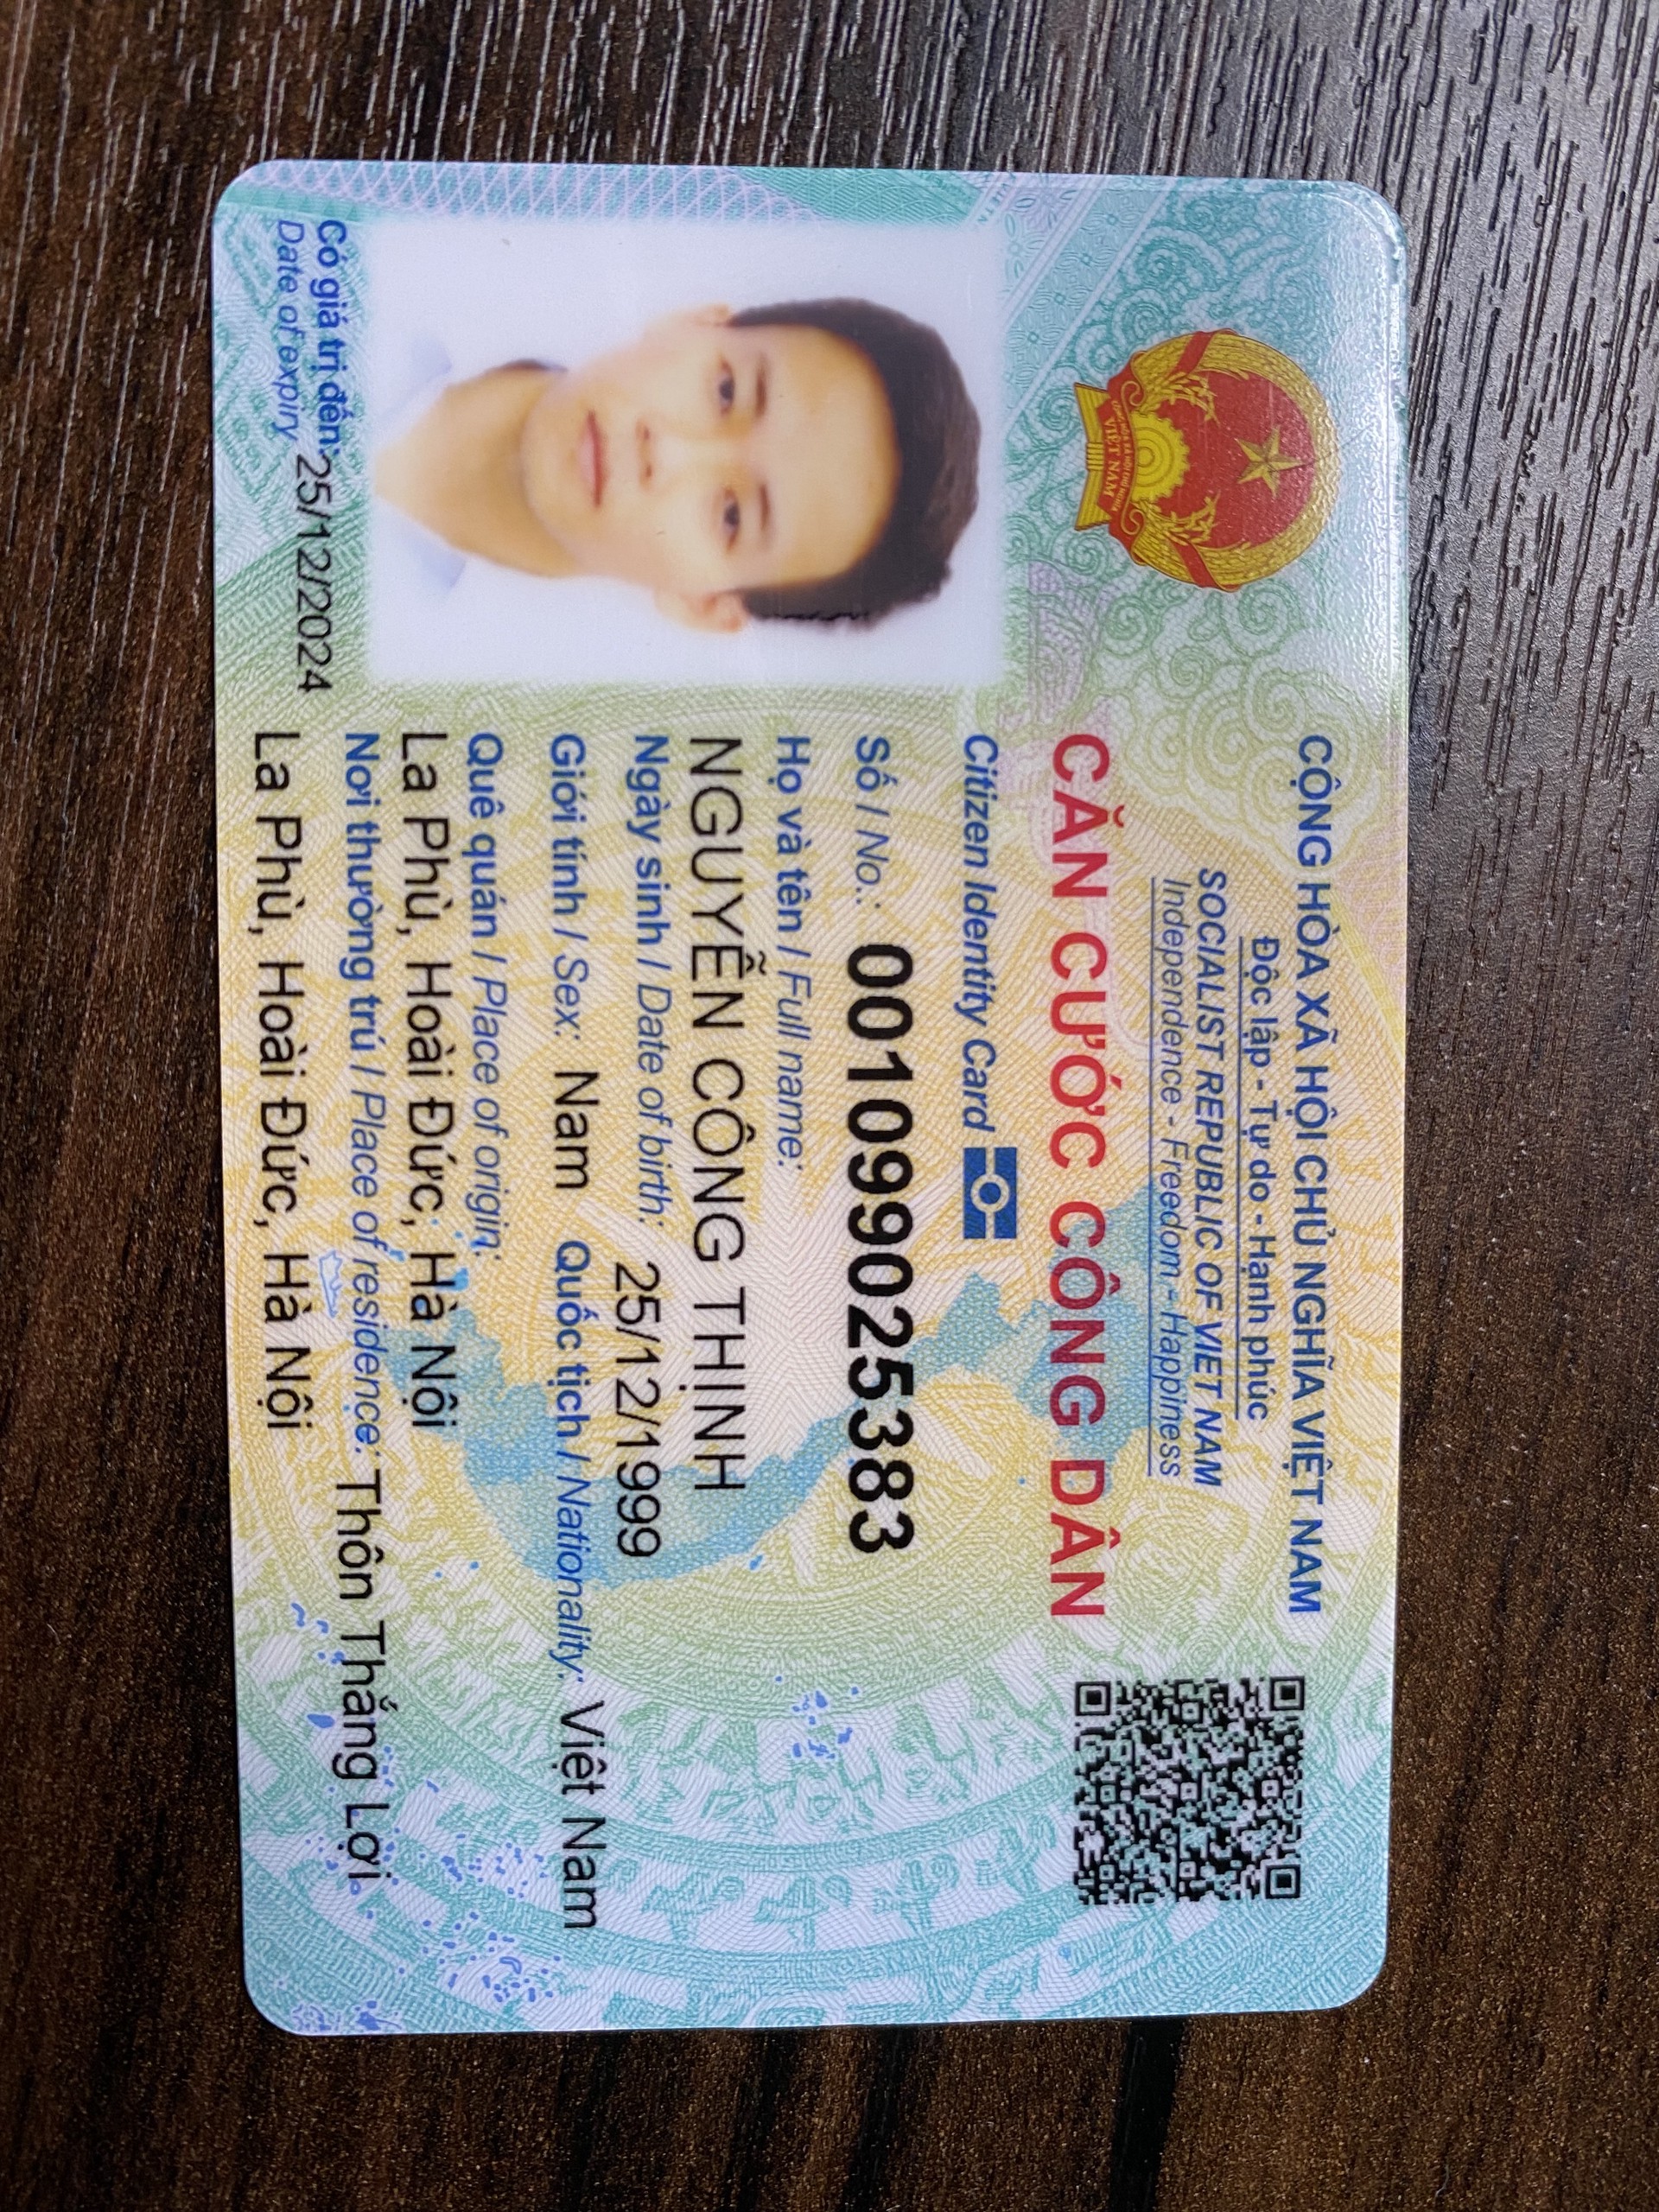 CỘNG HÒA XÃ HỘI CHỦ NGHĨA VIỆT NAM
Độc lập - Tự do - Hạnh phúc
SOCIALIST REPUBLIC OF VIET NAM
Independence - Freedom - Happiness
CỘNG HÒA XÃ HỘI CHỦ NGHĨA
VIỆT NAM
CĂN CƯỚC CÔNG DÂN
Citizen Identity Card
Số / No.: 001099025383
Họ và tên / Full name:
NGUYỄN CÔNG THỊNH
Ngày sinh / Date of birth: 25/12/1999
Giới tính / Sex: Nam Quốc tịch / Nationality: Việt Nam
Quê quán / Place of origin:
La Phù, Hoài Đức, Hà Nội
Nơi thường trú / Place of residence: Thôn Thắng Lợi
La Phù, Hoài Đức, Hà Nội
Có giá trị đến: 25/12/2024
Date of expiry